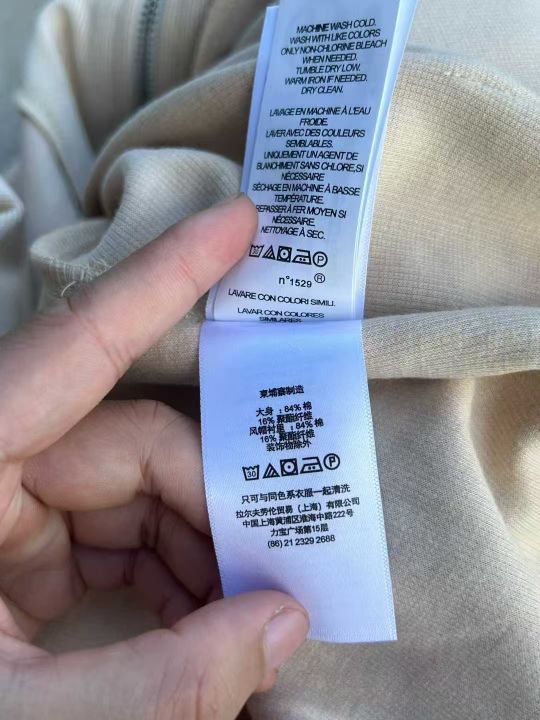 MACHINE WASH COLD.
WASH WITH LIKE COLORS
ONLY NON-CHLORINE BLEACH
WHEN NEEDED.
TUMBLE DRY LOW.
WARM IRON IF NEEDED.
DRY CLEAN.
LAVAGE EN MACHINE À L'EAU
FROIDE.
LAVER AVEC DES COULEURS
SEMBLABLES.
UNIQUEMENT UN AGENT DE
BLANCHIMENT SANS CHLORE, SI
NÉCESSAIRE
SÉCHAGE EN MACHINE À BASSE
TEMPÉRATURE.
REPASSER À FER MOYEN SI
NÉCESSAIRE.
NETTOYAGE À SEC.
P
n°1529 ®
LAVARE CON COLORI SIMILI.
LAVAR CON COLORES
SIMILARES
柬埔寨制造
大身：84% 棉
16% 聚酯纤维
风帽衬里：84% 棉
16% 聚酯纤维
装饰物除外
30 P
只可与同色系衣服一起清洗
拉尔夫劳伦贸易（上海）有限公司
中国上海黄浦区淮海中路222号
力宝广场第15层
(86) 21 2329 2688